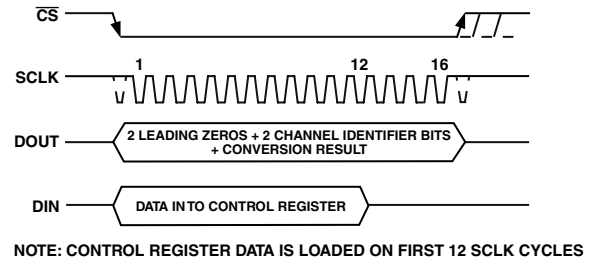 CS
1 12 16
SCLK
2 LEADING ZEROS + 2 CHANNEL IDENTIFIER BITS
DOUT
+ CONVERSION RESULT
DIN DATA INTO CONTROL REGISTER
NOTE: CONTROL REGISTER DATA IS LOADED ON FIRST 12 SCLK CYCLES